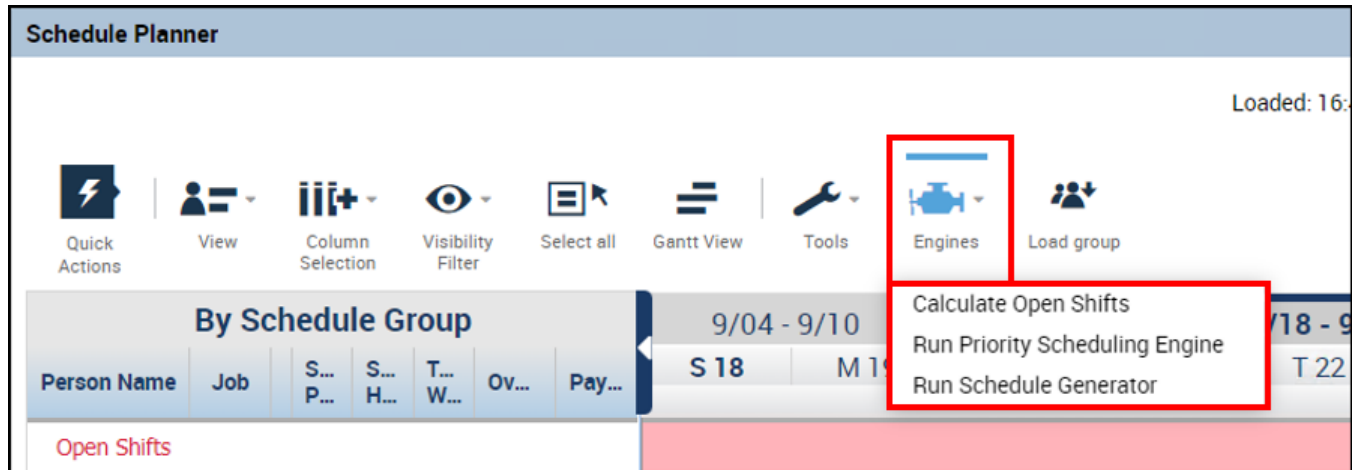 Schedule Planner
Loaded: 16:
Quick
Actions
View
Column
Selection
Visibility
Filter
Select all
Gantt View
Tools
Engines
Load group
Calculate Open Shifts
Run Priority Scheduling Engine
Run Schedule Generator
By Schedule Group
9/04 - 9/10
/18 - 9
Person Name
Job
S...
P...
S...
H...
T...
W...
Ov...
Pay...
S 18
M 19
T 22
Open Shifts